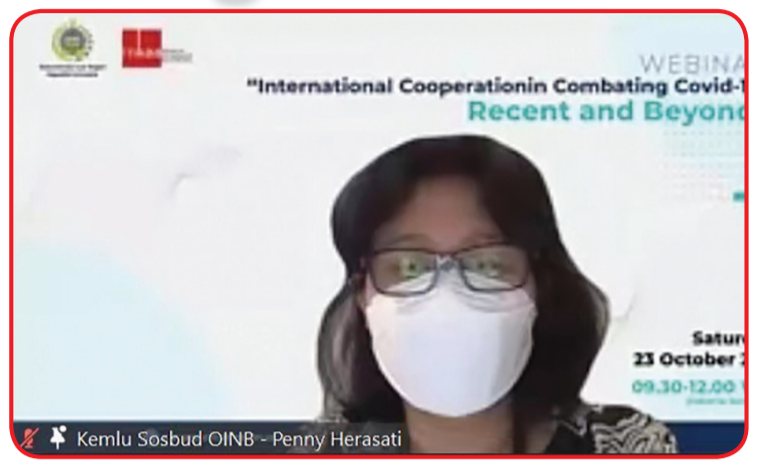 WEBINA
"International Cooperationin Combating Covid-1
Recent and Beyond
Satur
23 October 2
09.30-12.00
Kemlu Sosbud OINB - Penny Herasati